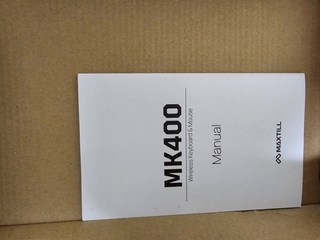 MK400
Wireless Keyboard & Mouse
Manual
MAXTILL